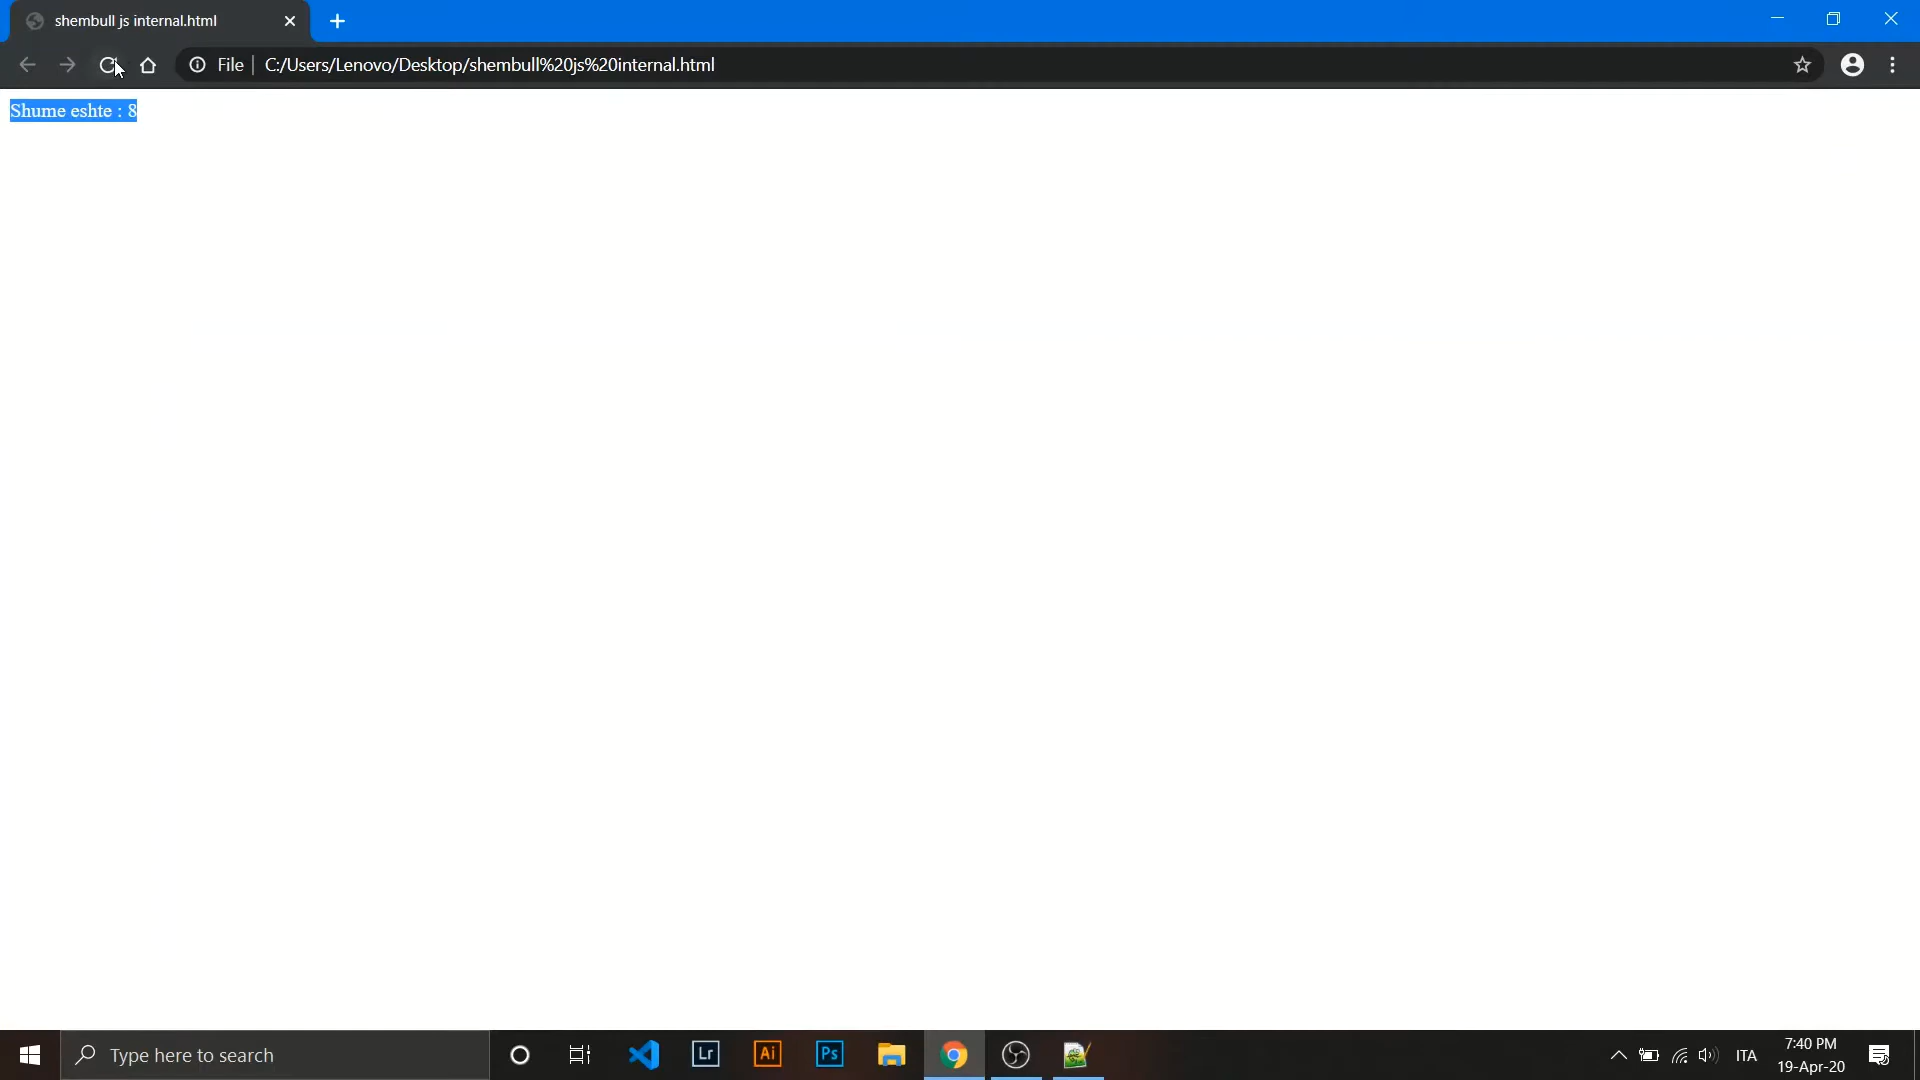 shembull js internal.html
File C:/Users/Lenovo/Desktop/shembull%20js%20internal.html
Shume eshte : 8
Type here to search
Lr
Ai
Ps
ITA
7:40 PM
19-Apr-20